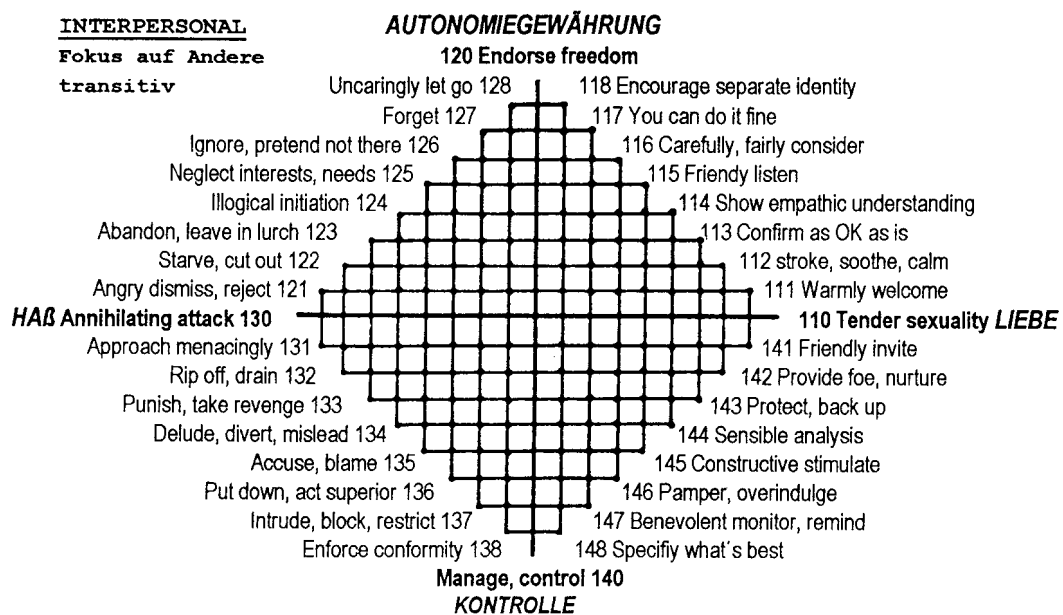 INTERPERSONAL
Fokus auf Andere
transitiv
AUTONOMIEGEWÄHRUNG
120 Endorse freedom
Uncaringly let go 128
118 Encourage separate identity
Forget 127
117 You can do it fine
Ignore, pretend not there 126
116 Carefully, fairly consider
Neglect interests, needs 125
115 Friendy listen
Illogical initiation 124
114 Show empathic understanding
Abandon, leave in lurch 123
113 Confirm as OK as is
Starve, cut out 122
112 stroke, soothe, calm
Angry dismiss, reject 121
111 Warmly welcome
HAß Annihilating attack 130
110 Tender sexuality LIEBE
Approach menacingly 131
141 Friendly invite
Rip off, drain 132
142 Provide foe, nurture
Punish, take revenge 133
143 Protect, back up
Delude, divert, mislead 134
144 Sensible analysis
Accuse, blame 135
145 Constructive stimulate
Put down, act superior 136
146 Pamper, overindulge
Intrude, block, restrict 137
147 Benevolent monitor, remind
Enforce conformity 138
148 Specifiy what´s best
Manage, control 140
KONTROLLE